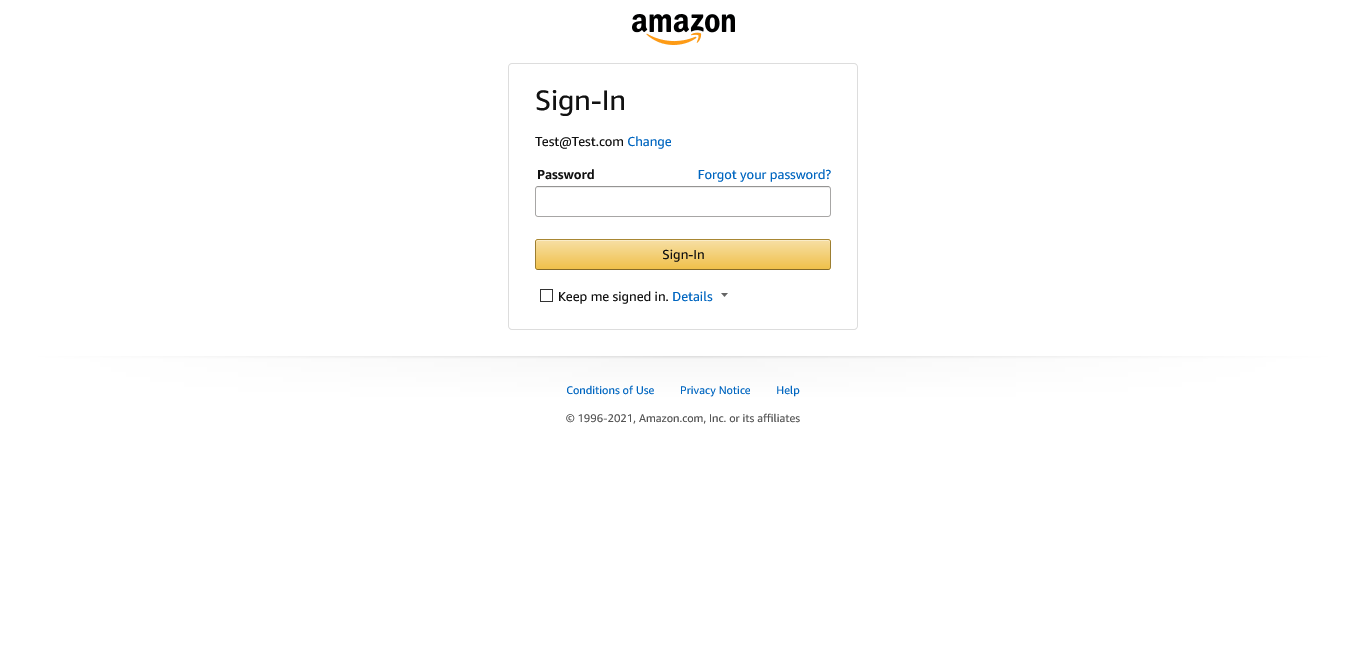 amazon
Sign-In
Test@Test.com Change
Password Forgot your password?
Sign-In
Keep me signed in. Details
Conditions of Use Privacy Notice Help
© 1996-2021, Amazon.com, Inc. or its affiliates